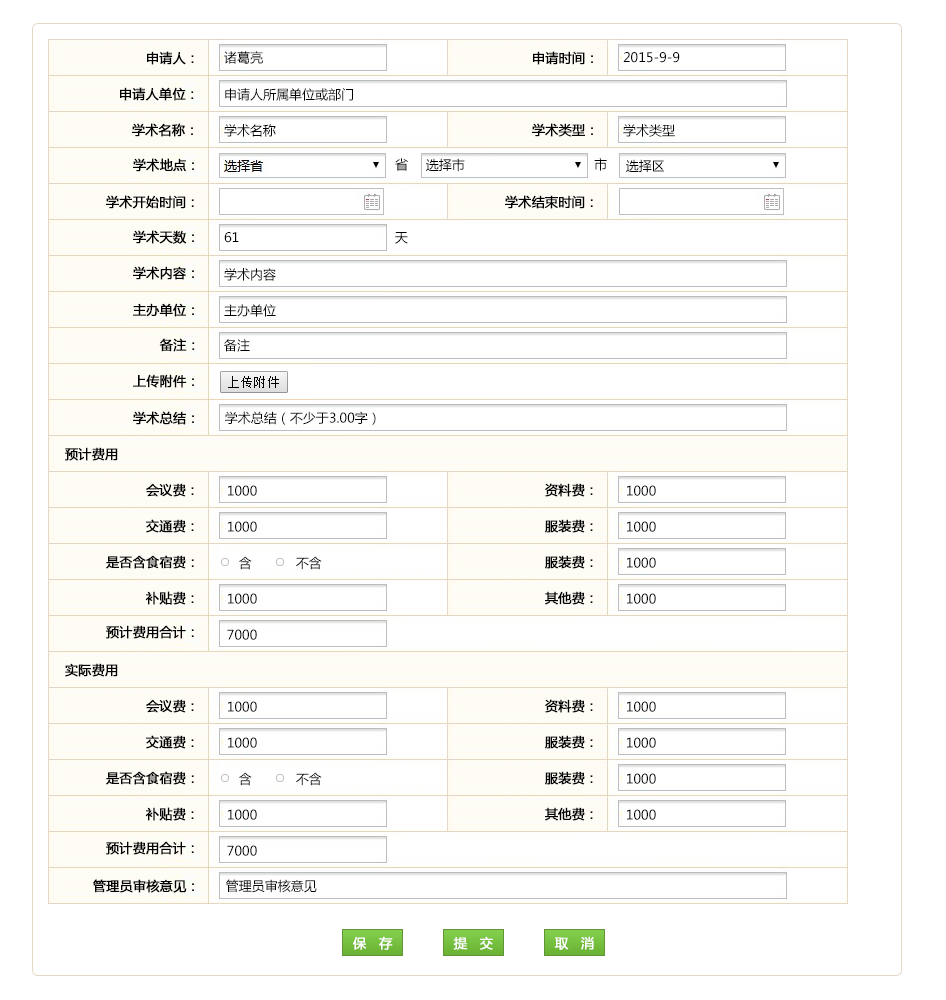 申请人： 诸葛亮 申请时间： 2015-9-9
申请人单位： 申请人所属单位或部门
学术名称： 学术名称 学术类型： 学术类型
学术地点： 选择省 省 选择市 市 选择区
学术开始时间： 学术结束时间：
学术天数： 61 天
学术内容： 学术内容
主办单位： 主办单位
备注： 备注
上传附件： 上传附件
学术总结： 学术总结（不少于3.00字）
预计费用
会议费： 1000 资料费： 1000
交通费： 1000 服装费： 1000
是否含食宿费： 含 不含 服装费： 1000
补贴费： 1000 其他费： 1000
预计费用合计： 7000
实际费用
会议费： 1000 资料费： 1000
交通费： 1000 服装费： 1000
是否含食宿费： 含 不含 服装费： 1000
补贴费： 1000 其他费： 1000
预计费用合计： 7000
管理员审核意见： 管理员审核意见
保 存 提 交 取 消